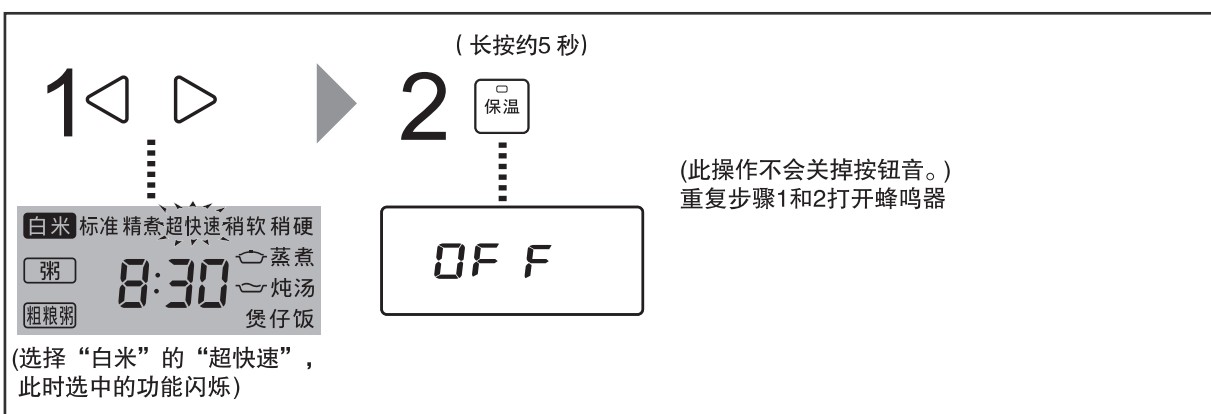 1
(选择“白米”的“超快速”,
此时选中的功能闪烁)
白米 标准 精煮 超快速 稍软 稍硬
粥
粗粮粥
8:30
蒸煮
炖汤
煲仔饭
2
(长按约5 秒)
保温
OFF
(此操作不会关掉按钮音。)
重复步骤1和2打开蜂鸣器